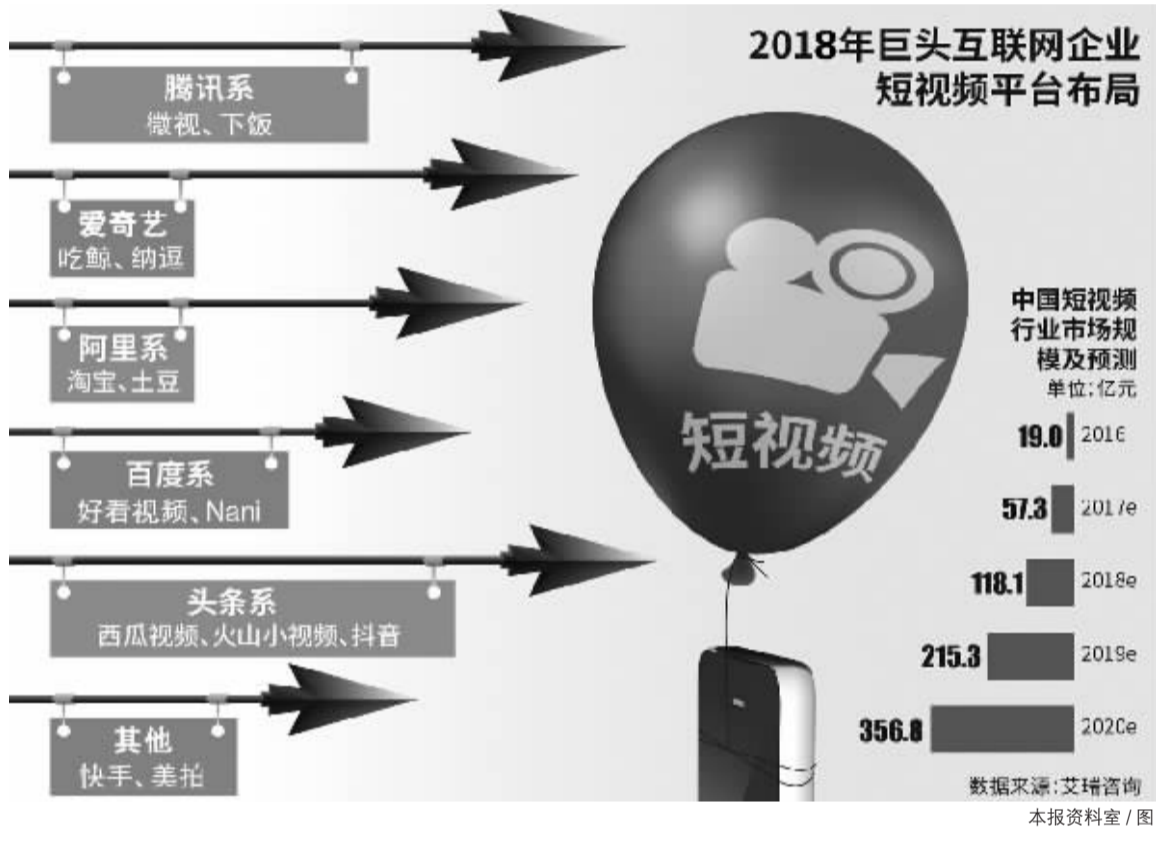 2018年巨头互联网企业
短视频平台布局
腾讯系
微视、下饭
爱奇艺
吃鲸、纳逗
阿里系
淘宝、土豆
百度系
好看视频、Nani
头条系
西瓜视频、火山小视频、抖音
其他
快手、美拍
短视频
中国短视频
行业市场规
模及预测
单位:亿元
19.0 2016
57.3 2017e
118.1 2018e
215.3 2019e
356.8 2020e
数据来源:艾瑞咨询
本报资料室 / 图